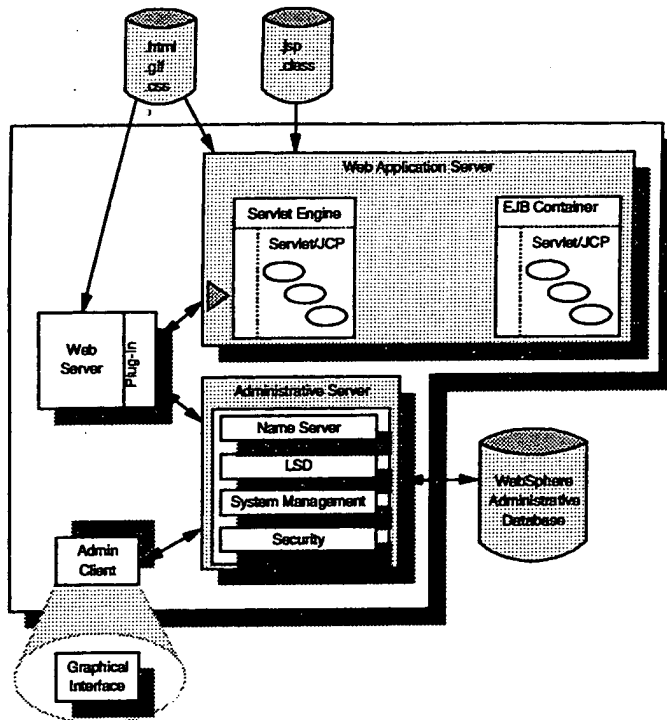 .html
.gif
.css
.jsp
.class
Web Application Server
Servlet Engine
Servlet/JCP
EJB Container
Servlet/JCP
Web
Server
Plug-In
Administrative Server
Name Server
LSD
System Management
Security
WebSphere
Administrative
Database
Admin
Client
Graphical
Interface